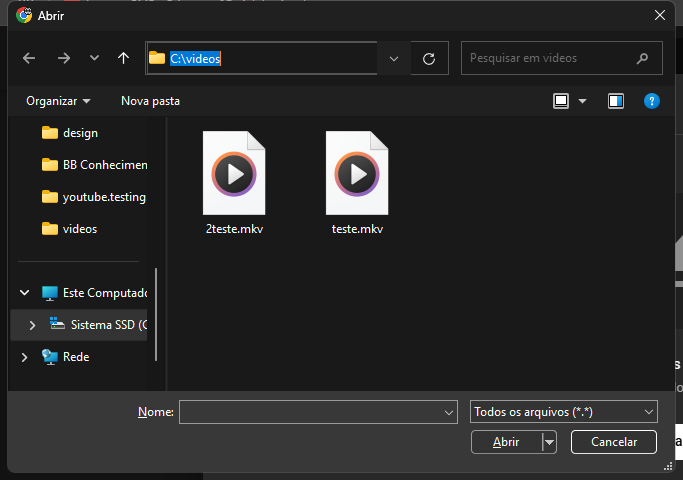 Abrir
C:\videos
Pesquisar em videos
Organizar
Nova pasta
design
BB Conhecimen
youtube.testing
videos
Este Computado
Sistema SSD (C
Rede
2teste.mkv
teste.mkv
Nome:
Todos os arquivos (*.*)
Abrir
Cancelar